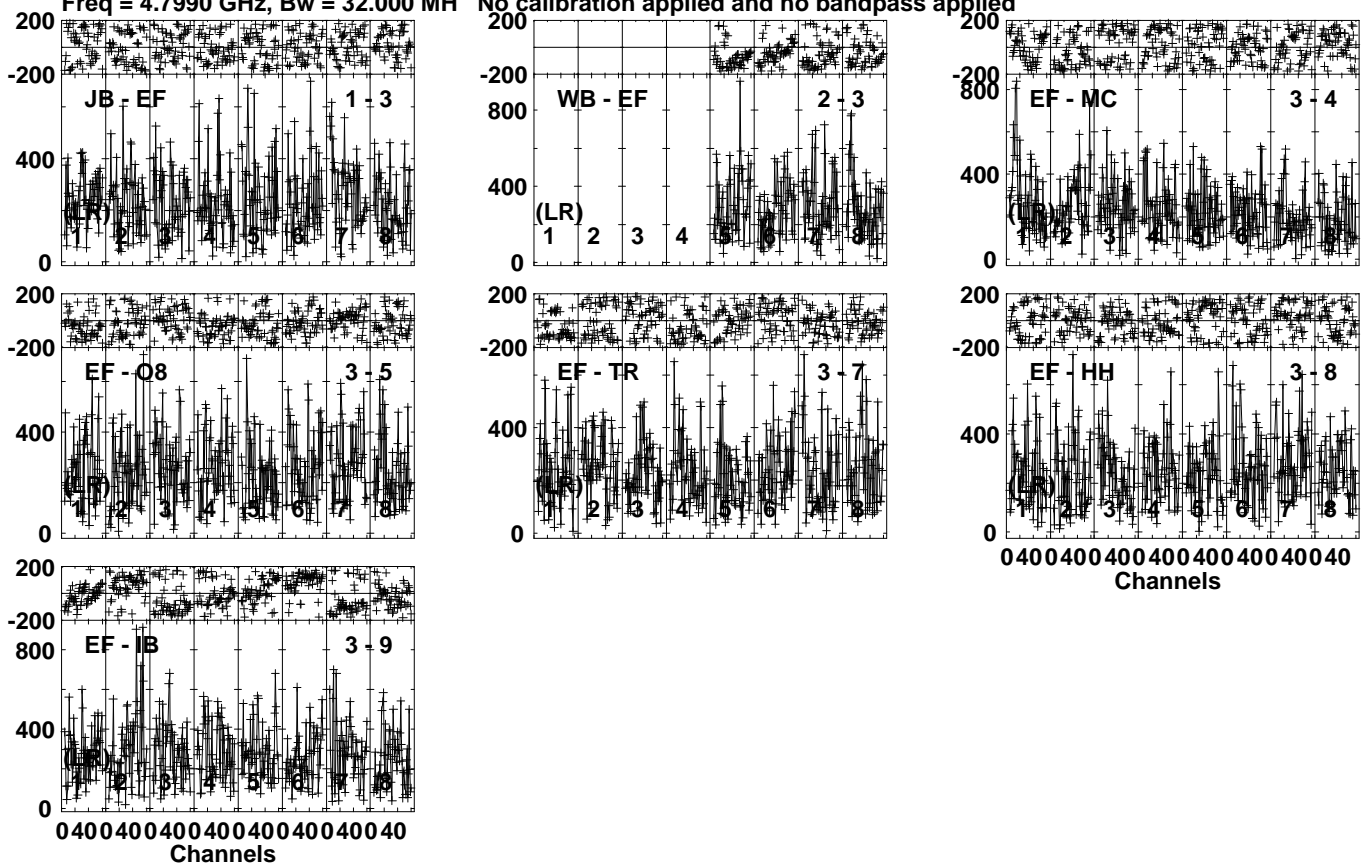 Freq = 4.7990 GHz, Bw = 32.000 MH No calibration applied and no bandpass applied
200
-200
JB - EF 1 - 3
400
(LR)
1 2 3 4 5 6 7 8
0
200
-200
WB - EF 2 - 3
800
400
(LR)
1 2 3 4 5 6 7 8
0
-200
800
EF - MC 3 - 4
400
(LR)
1 2 3 4 5 6 7 8
0
200
-200
EF - O8 3 - 5
400
(LR)
1 2 3 4 5 6 7 8
0
200
-200
EF - TR 3 - 7
400
(LR)
1 2 3 4 5 6 7 8
0
200
-200
EF - HH 3 - 8
400
(LR)
1 2 3 4 5 6 7 8
0
0 40 0 40 0 40 0 40 0 40 0 40 0 40 0 40
Channels
200
-200
EF - IB 3 - 9
800
400
(LR)
1 2 3 4 5 6 7 8
0
0 40 0 40 0 40 0 40 0 40 0 40 0 40 0 40
Channels